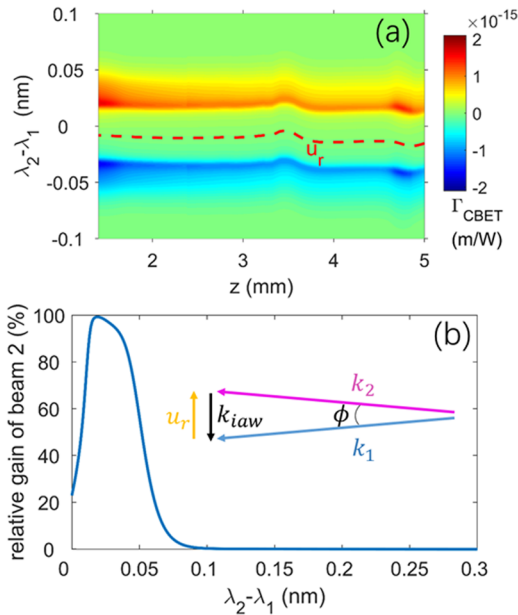 (a)
λ₂-λ₁ (nm)
0.1
0.05
0
-0.05
-0.1
uᵣ
2
3
4
5
z (mm)
×10⁻¹⁵
2
1
0
-1
-2
Γ_CBET
(m/W)
(b)
relative gain of beam 2 (%)
100
80
60
40
20
0
uᵣ
k_iaw
k₂
ϕ
k₁
0
0.05
0.1
0.15
0.2
0.25
0.3
λ₂-λ₁ (nm)